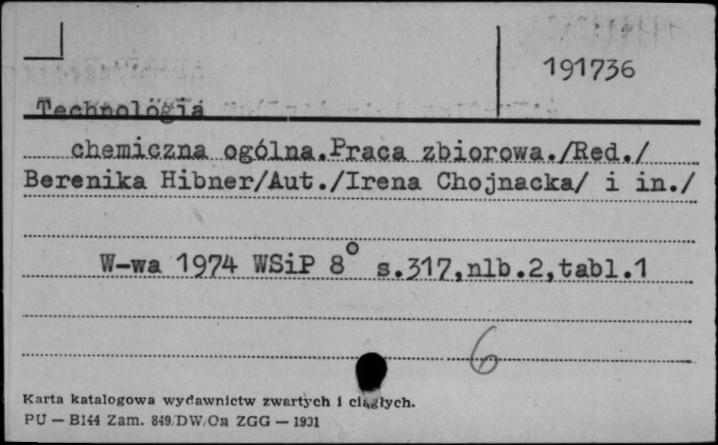 191736
Technologia
chemiczna ogólna.Praca zbiorowa./Red./
Berenika Hibner/Aut./Irena Chojnacka/ i in./
W-wa 1974 WSiP 8° s.317,nlb.2,tabl.1
6
Karta katalogowa wydawnictw zwartych i ciągłych.
PU — B144 Zam. 849/DW/Oa ZGG — 1931